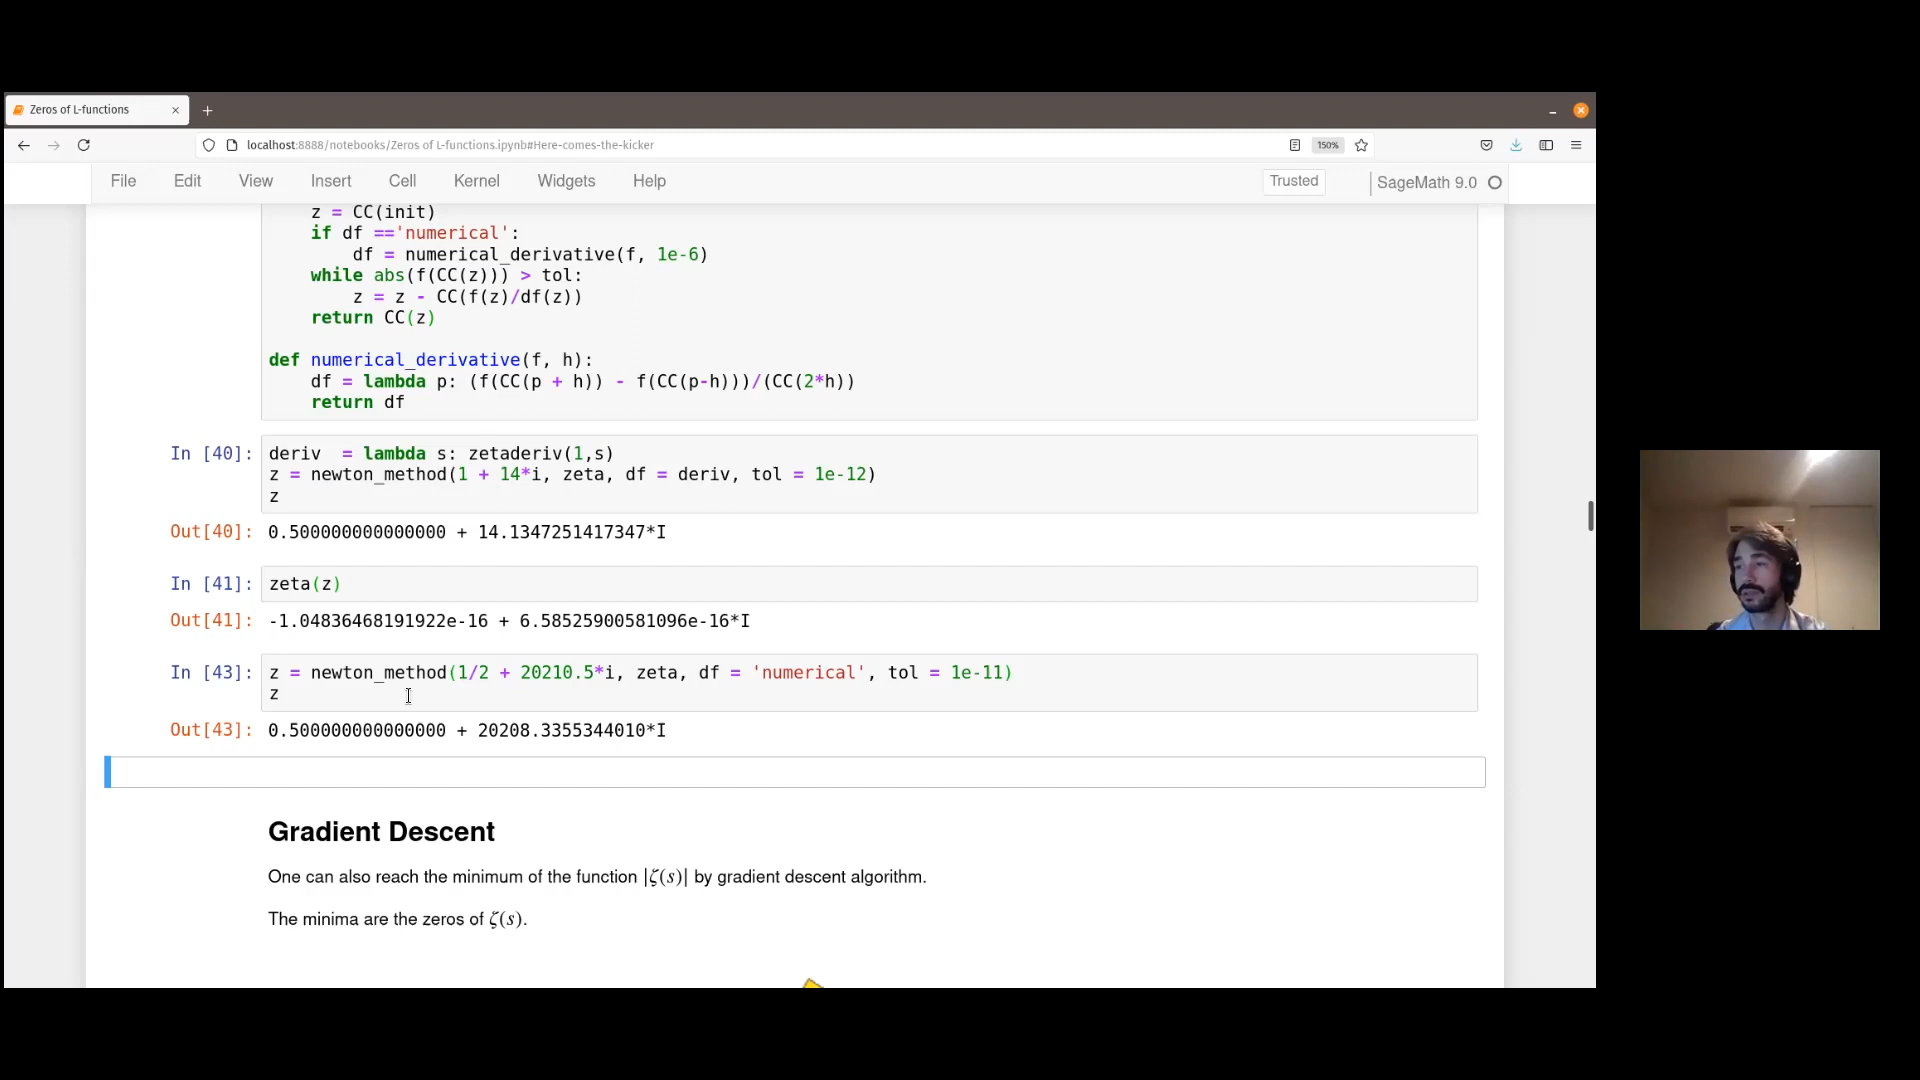 Zeros of L-functions
localhost:8888/notebooks/Zeros of L-functions.ipynb#Here-comes-the-kicker
150%
File Edit View Insert Cell Kernel Widgets Help Trusted SageMath 9.0
z = CC(init)
if df =='numerical':
df = numerical_derivative(f, 1e-6)
while abs(f(CC(z))) > tol:
z = z - CC(f(z)/df(z))
return CC(z)
def numerical_derivative(f, h):
df = lambda p: (f(CC(p + h)) - f(CC(p-h)))/(CC(2*h))
return df
In [40]: deriv  = lambda s: zetaderiv(1,s)
z = newton_method(1 + 14*i, zeta, df = deriv, tol = 1e-12)
z
Out[40]: 0.500000000000000 + 14.1347251417347*I
In [41]: zeta(z)
Out[41]: -1.04836468191922e-16 + 6.58525900581096e-16*I
In [43]: z = newton_method(1/2 + 20210.5*i, zeta, df = 'numerical', tol = 1e-11)
z
Out[43]: 0.500000000000000 + 20208.3355344010*I
Gradient Descent
One can also reach the minimum of the function |ζ(s)| by gradient descent algorithm.
The minima are the zeros of ζ(s).